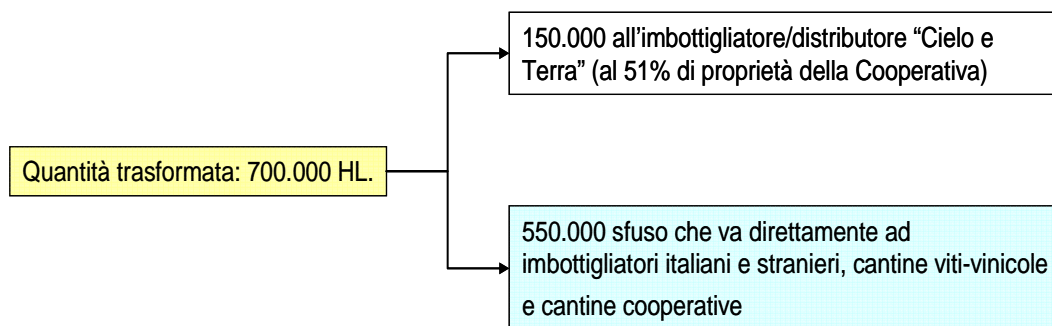 150.000 all’imbottigliatore/distributore “Cielo e
Terra” (al 51% di proprietà della Cooperativa)
Quantità trasformata: 700.000 HL.
550.000 sfuso che va direttamente ad
imbottigliatori italiani e stranieri, cantine viti-vinicole
e cantine cooperative